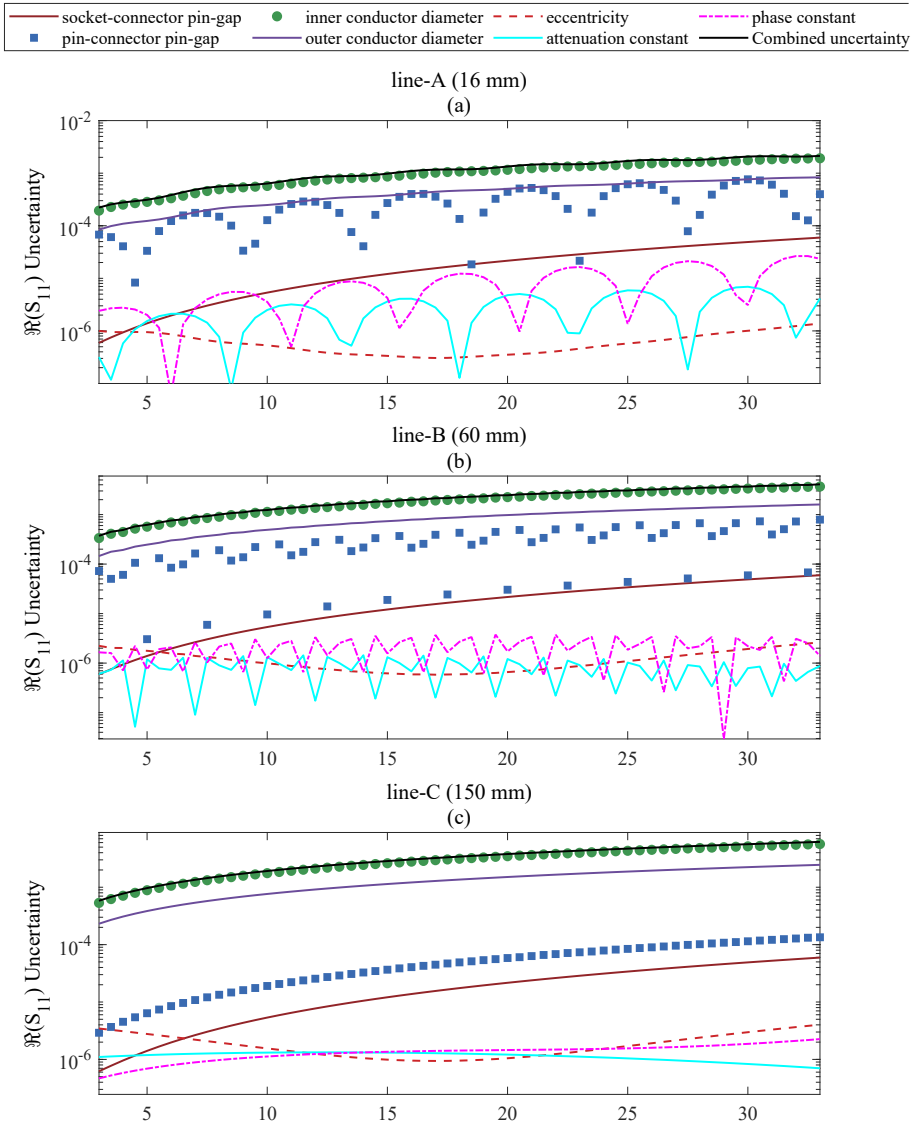 socket-connector pin-gap inner conductor diameter eccentricity phase constant
pin-connector pin-gap outer conductor diameter attenuation constant Combined uncertainty
line-A (16 mm)
(a)
10^-2
10^-4
10^-6
ℜ(S_11) Uncertainty
5 10 15 20 25 30
line-B (60 mm)
(b)
10^-4
10^-6
ℜ(S_11) Uncertainty
5 10 15 20 25 30
line-C (150 mm)
(c)
10^-4
10^-6
ℜ(S_11) Uncertainty
5 10 15 20 25 30